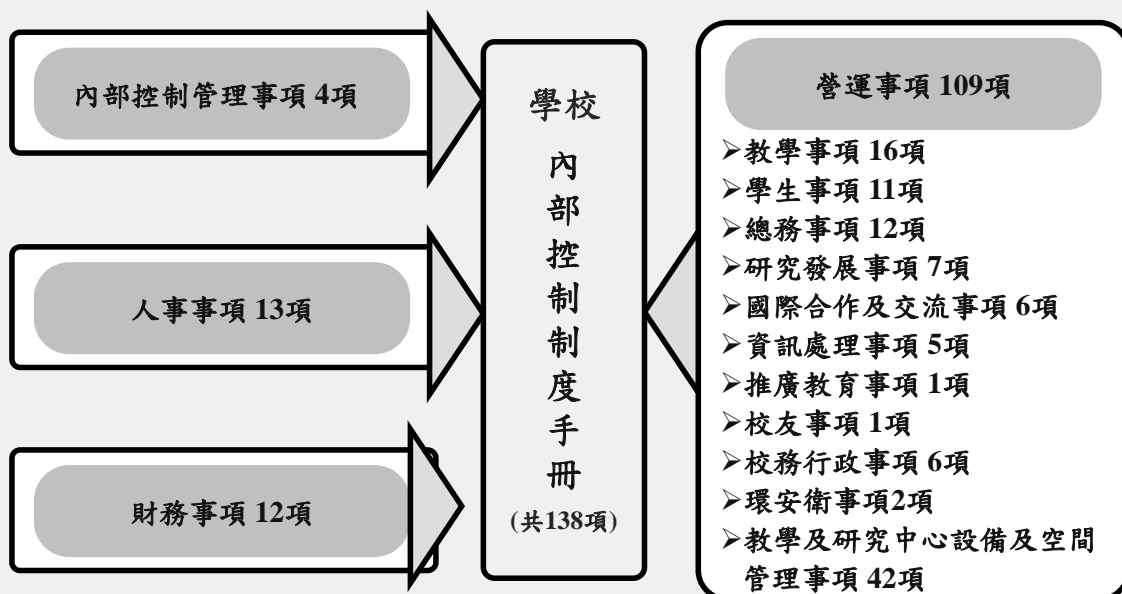 內部控制管理事項 4項
人事事項 13項
財務事項 12項
學校
內部控制制度手冊
(共138項)
營運事項 109項
➢教學事項 16項
➢學生事項 11項
➢總務事項 12項
➢研究發展事項 7項
➢國際合作及交流事項 6項
➢資訊處理事項 5項
➢推廣教育事項 1項
➢校友事項 1項
➢校務行政事項 6項
➢環安衛事項2項
➢教學及研究中心設備及空間
管理事項 42項